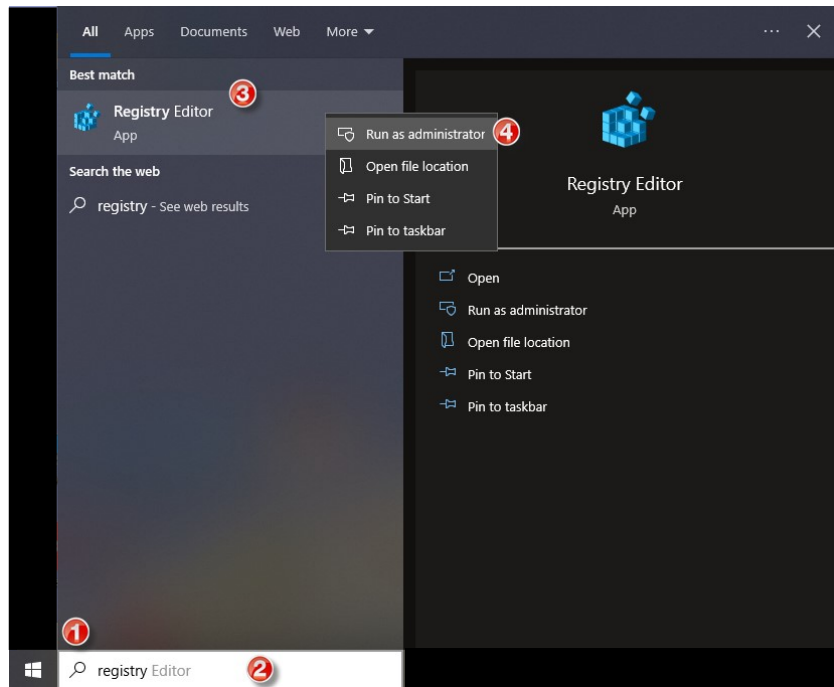 All Apps Documents Web More
Best match
3
Registry Editor
App
Run as administrator 4
Open file location
Pin to Start
Pin to taskbar
Search the web
registry - See web results
Registry Editor
App
Open
Run as administrator
Open file location
Pin to Start
Pin to taskbar
1
registry Editor 2